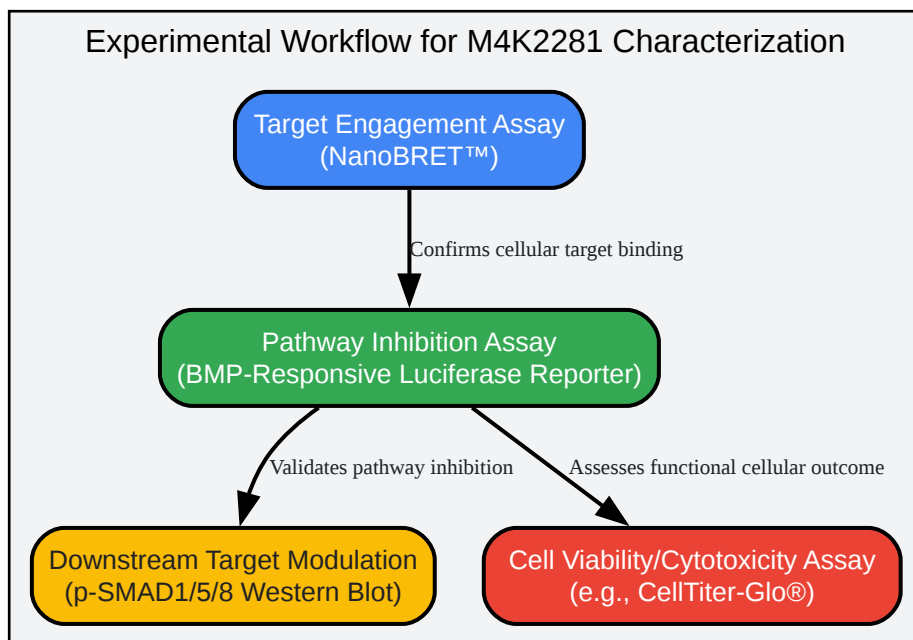 Experimental Workflow for M4K2281 Characterization
Target Engagement Assay
(NanoBRET™)
Confirms cellular target binding
Pathway Inhibition Assay
(BMP-Responsive Luciferase Reporter)
Validates pathway inhibition
Assesses functional cellular outcome
Downstream Target Modulation
(p-SMAD1/5/8 Western Blot)
Cell Viability/Cytotoxicity Assay
(e.g., CellTiter-Glo®)